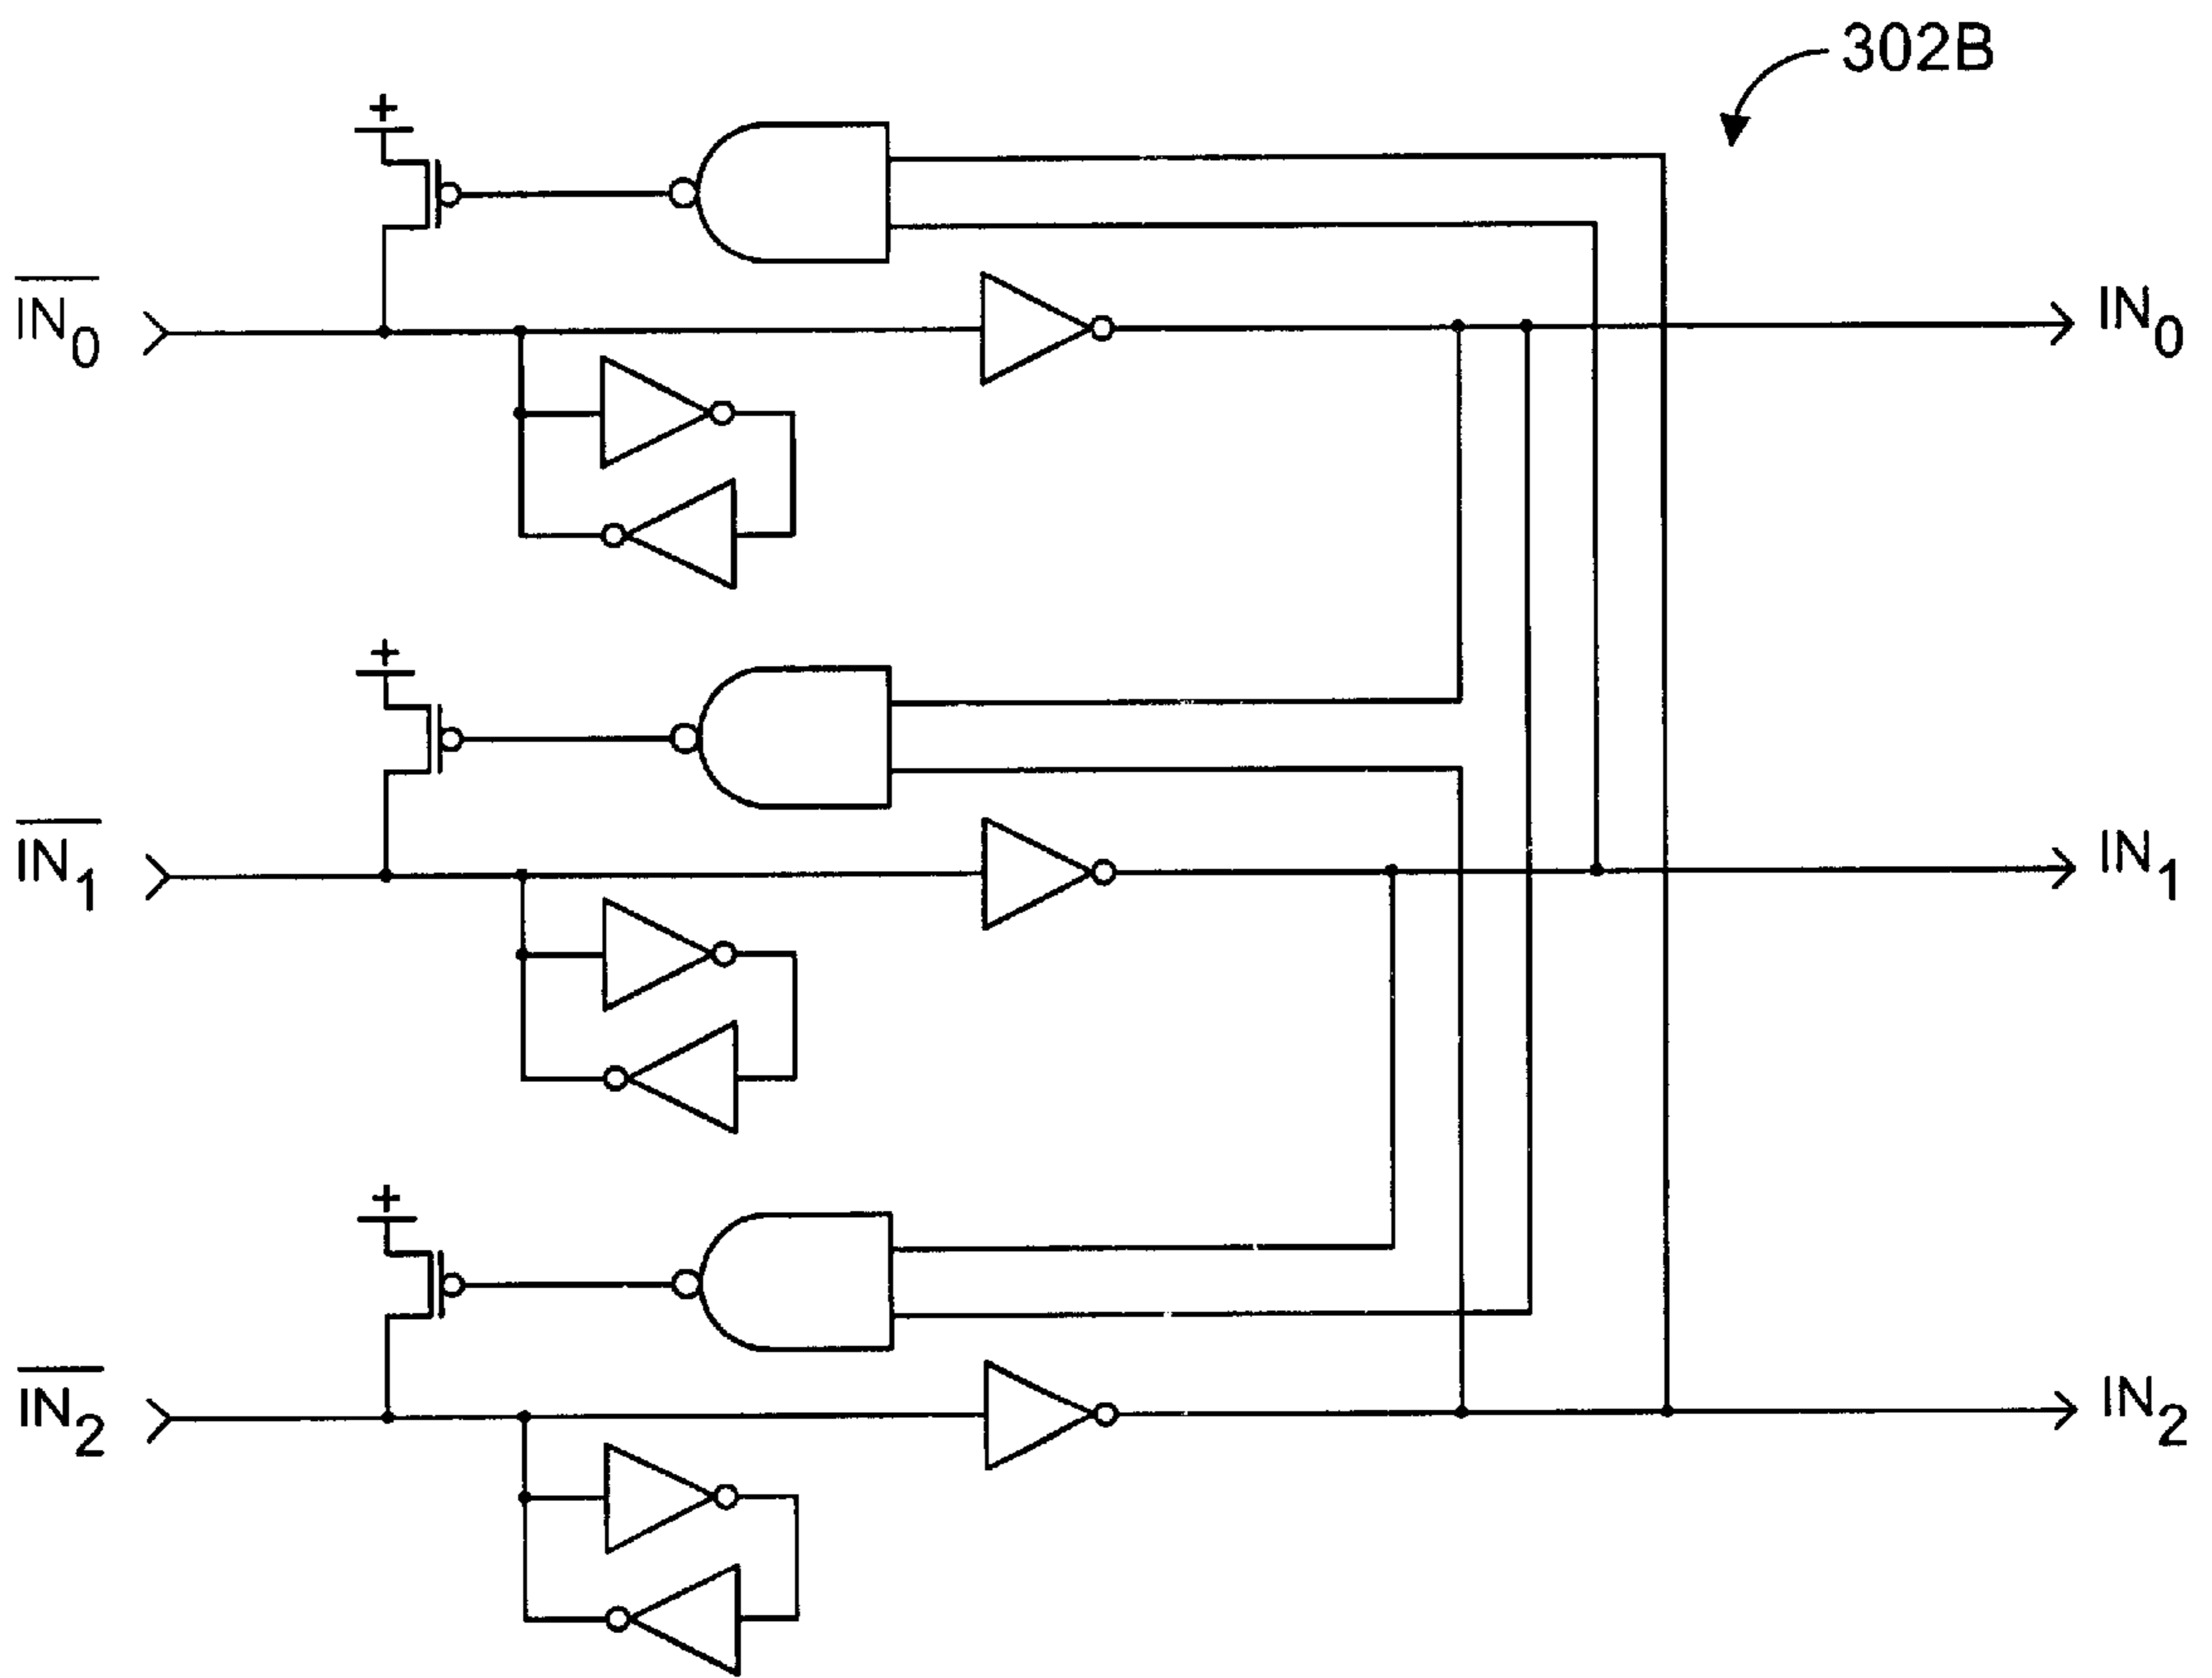 302B
+
IN̅₀
IN₀
+
IN̅₁
IN₁
+
IN̅₂
IN₂